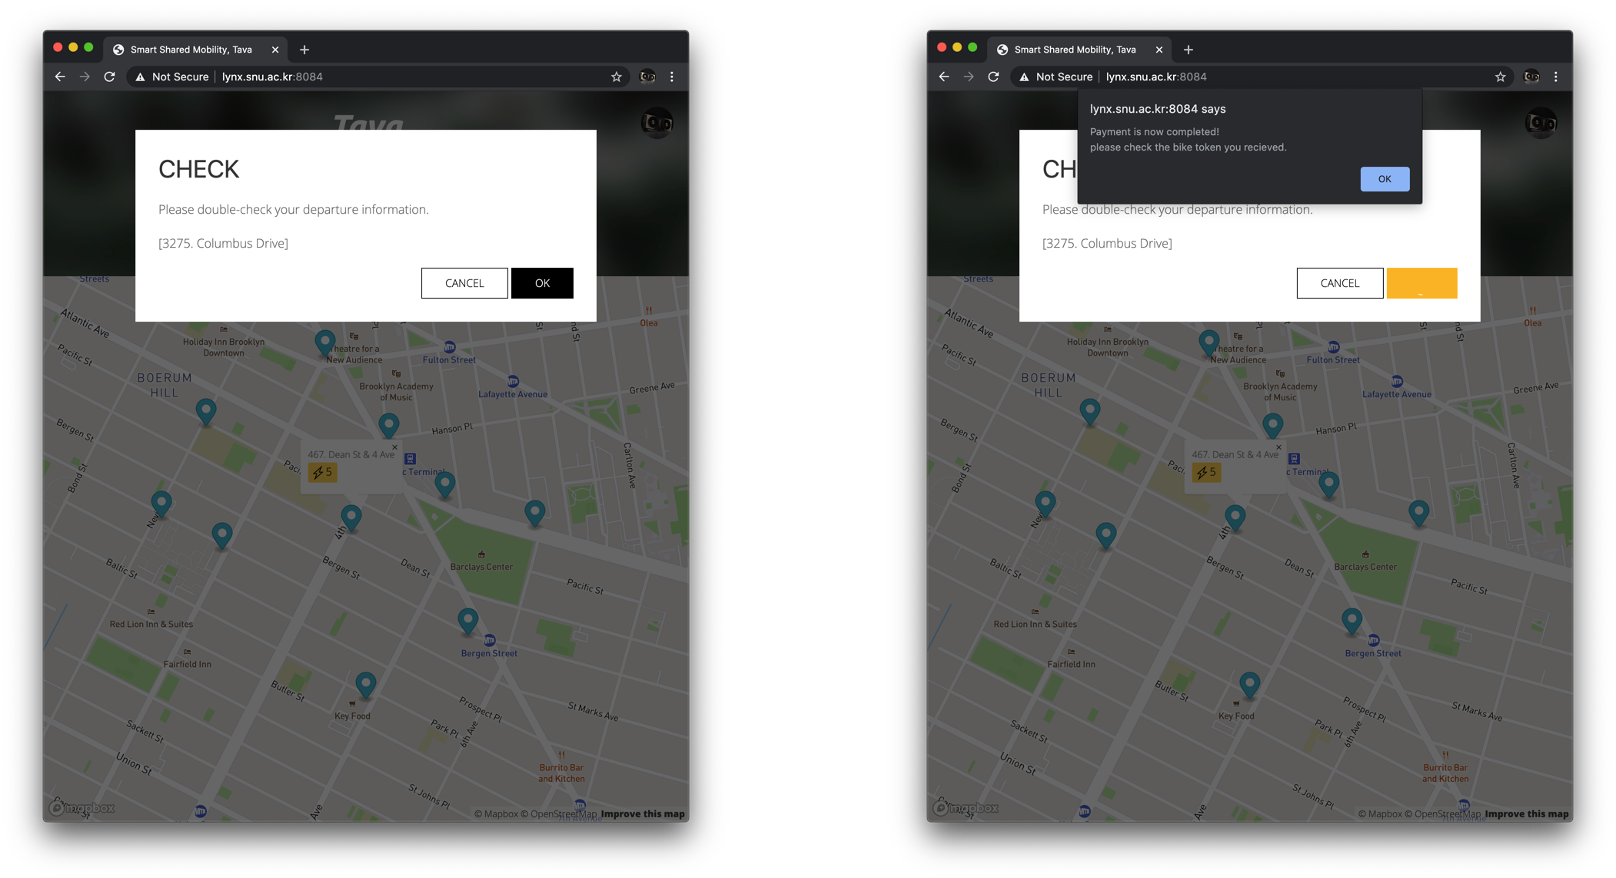 Smart Shared Mobility, Tava
Not Secure
lynx.snu.ac.kr:8084
Tava
CHECK
Please double-check your departure information.
[3275. Columbus Drive]
CANCEL
OK
Streets
Atlantic Ave
Holiday Inn Brooklyn
Downtown
Theatre for a
New Audience
Fulton Street
Olea
Pacific St
BOERUM
HILL
Brooklyn Academy
of Music
Lafayette Avenue
Greene Ave
Bergen St
Hanson Pl
467. Dean St & 4 Ave
5
c Terminal
Carlton Ave
Bond St
4th
Bergen St
Dean St
Barclays Center
Pacific St
Baltic St
Red Lion Inn & Suites
Fairfield Inn
Bergen Street
Butler St
Key Food
Prospect Pl
St Marks Ave
Park Pl
6th Ave
Sackett St
Union St
Burrito Bar
and Kitchen
St Johns Pl
Ave
mapbox
© Mapbox © OpenStreetMap Improve this map
Smart Shared Mobility, Tava
Not Secure
lynx.snu.ac.kr:8084
lynx.snu.ac.kr:8084 says
Payment is now completed!
please check the bike token you recieved.
OK
CH
Please double-check your departure information.
[3275. Columbus Drive]
CANCEL
Streets
Atlantic Ave
Holiday Inn Brooklyn
Downtown
Theatre for a
New Audience
Fulton Street
Olea
Pacific St
BOERUM
HILL
Brooklyn Academy
of Music
Lafayette Avenue
Greene Ave
Bergen St
Hanson Pl
467. Dean St & 4 Ave
5
c Terminal
Carlton Ave
Bond St
4th
Bergen St
Dean St
Barclays Center
Pacific St
Baltic St
Red Lion Inn & Suites
Fairfield Inn
Bergen Street
Butler St
Key Food
Prospect Pl
St Marks Ave
Park Pl
6th Ave
Sackett St
Union St
Burrito Bar
and Kitchen
St Johns Pl
Ave
mapbox
© Mapbox © OpenStreetMap Improve this map